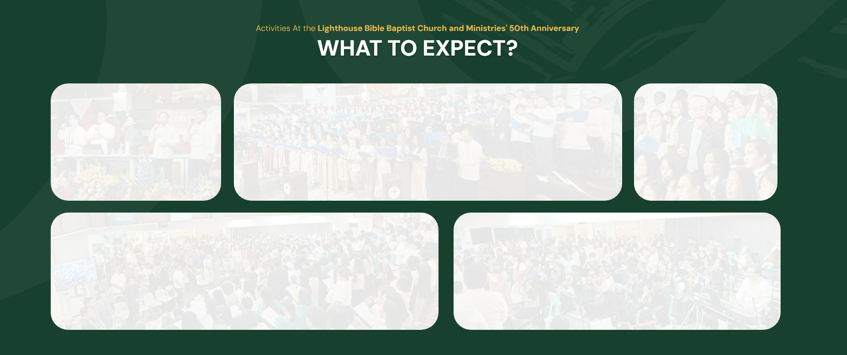 Activities At the Lighthouse Bible Baptist Church and Ministries' 50th Anniversary
WHAT TO EXPECT?